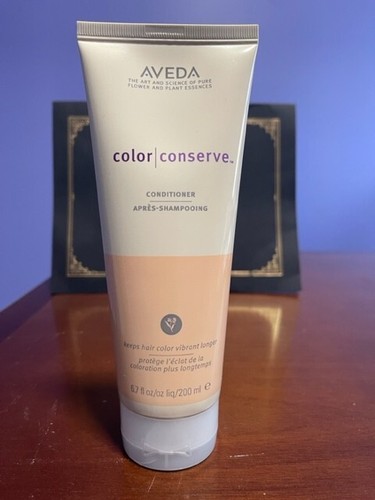 AVEDA
THE ART AND SCIENCE OF PURE
FLOWER AND PLANT ESSENCES
color|conserve™
CONDITIONER
APRÈS-SHAMPOOING
keeps hair color vibrant longer
protège l'éclat de la
coloration plus longtemps
6.7 fl oz/oz liq/200 ml ℮